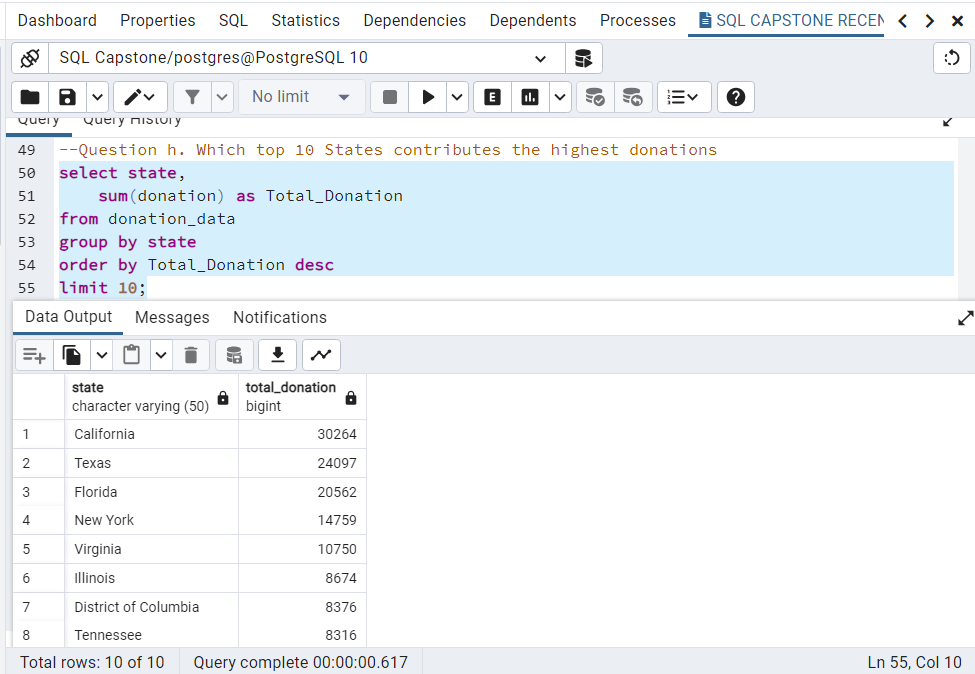 Dashboard Properties SQL Statistics Dependencies Dependents Processes SQL CAPSTONE RECEN
SQL Capstone/postgres@PostgreSQL 10
No limit E
Query Query History
49 --Question h. Which top 10 States contributes the highest donations
50 select state,
51 sum(donation) as Total_Donation
52 from donation_data
53 group by state
54 order by Total_Donation desc
55 limit 10;
Data Output Messages Notifications
state total_donation
character varying (50) bigint
1 California 30264
2 Texas 24097
3 Florida 20562
4 New York 14759
5 Virginia 10750
6 Illinois 8674
7 District of Columbia 8376
8 Tennessee 8316
Total rows: 10 of 10 Query complete 00:00:00.617 Ln 55, Col 10